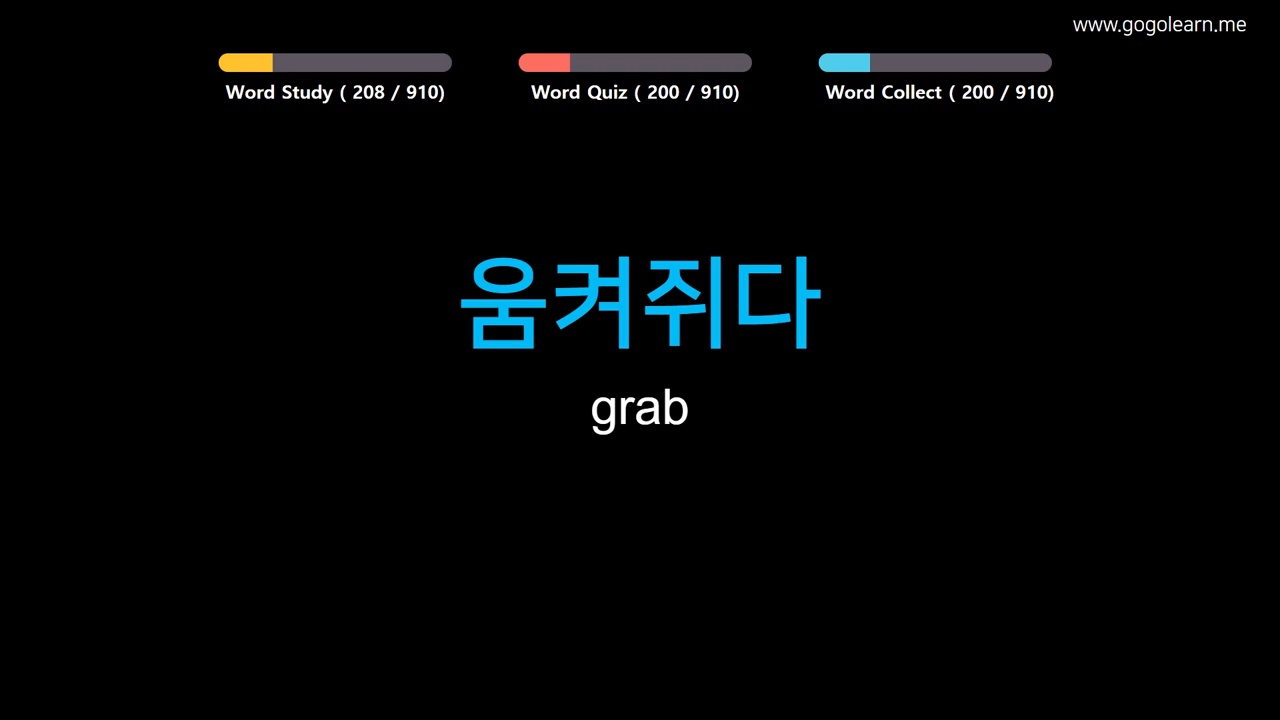 www.gogolearn.me
Word Study ( 208 / 910)
Word Quiz ( 200 / 910)
Word Collect ( 200 / 910)
움켜쥐다
grab